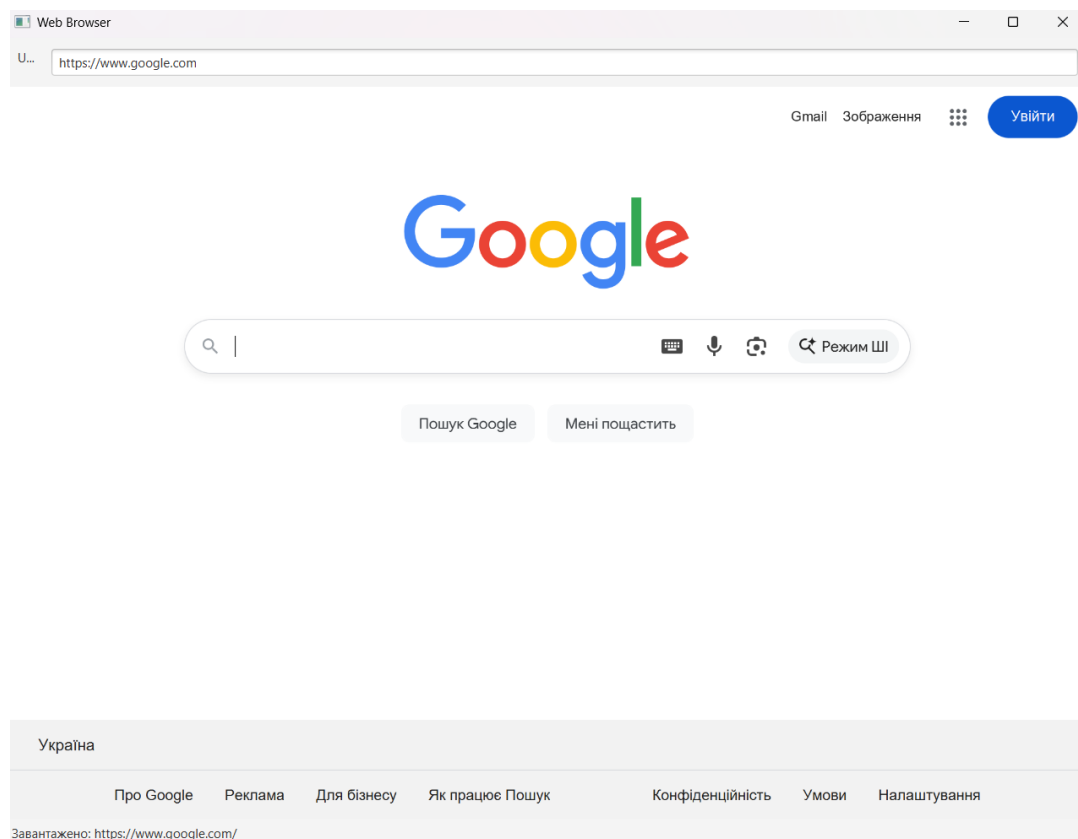 Web Browser
U...
https://www.google.com
Gmail Зображення Увійти
Google
Режим ШІ
Пошук Google Мені пощастить
Україна
Про Google Реклама Для бізнесу Як працює Пошук Конфіденційність Умови Налаштування
Завантажено: https://www.google.com/